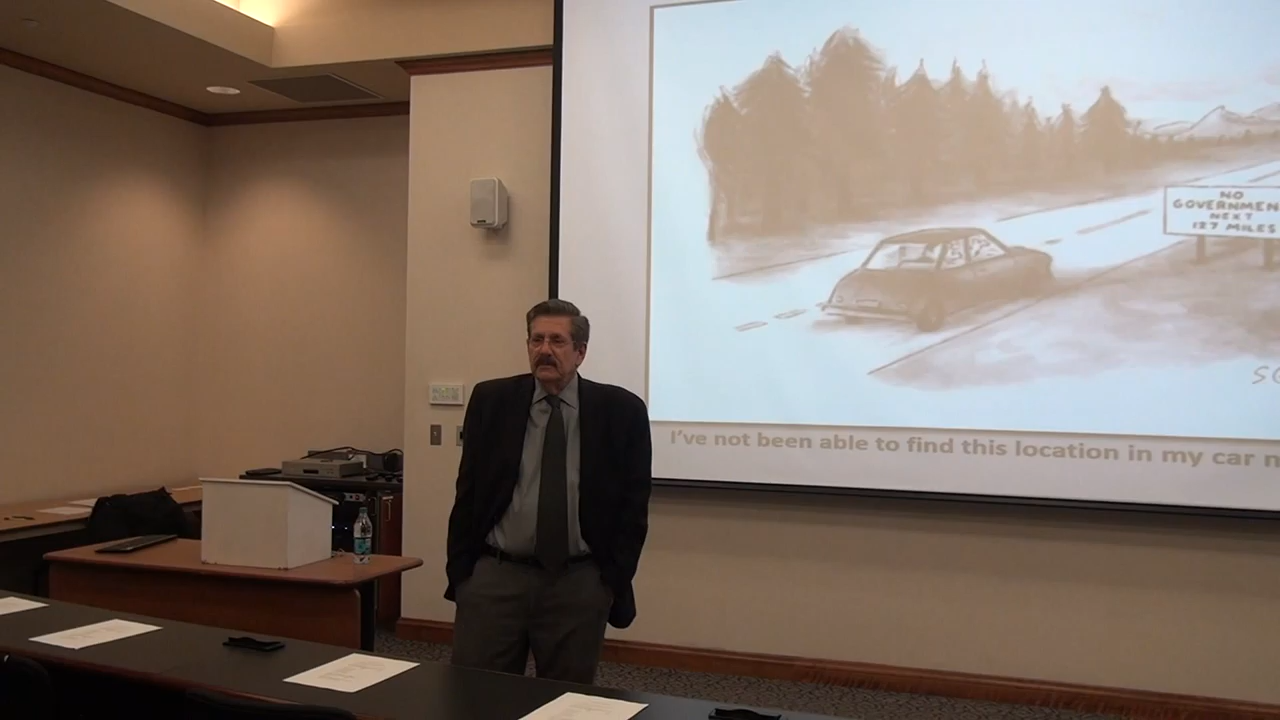 NO
GOVERNMEN
NEXT
127 MILES
I've not been able to find this location in my car